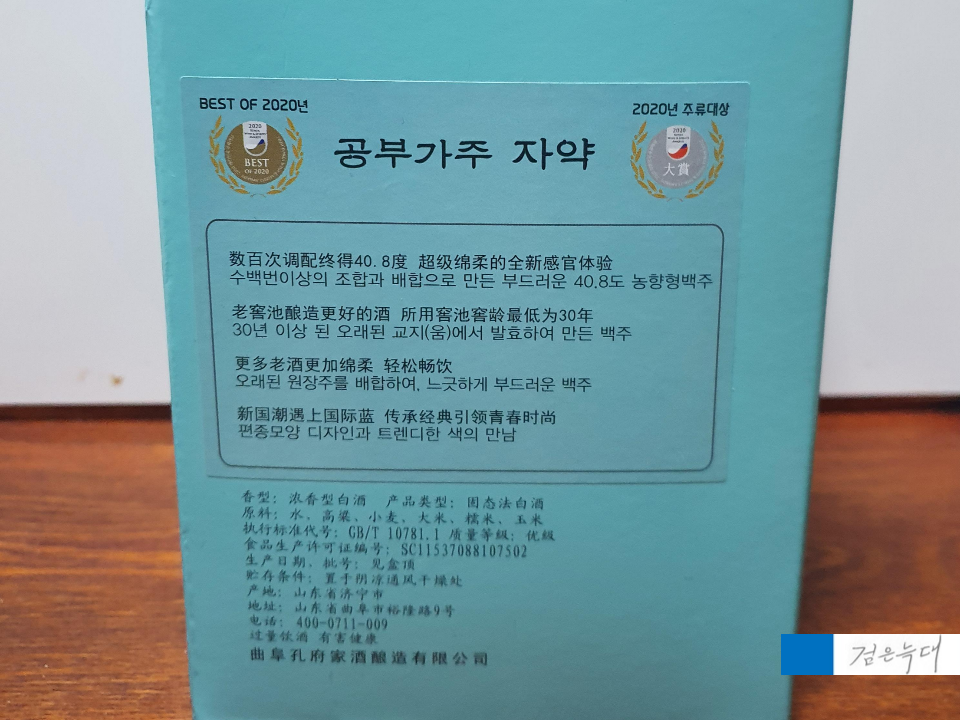 BEST OF 2020년
2020년 주류대상
2020
BEST
OF 2020
2020
大賞
공부가주 자약
数百次调配终得40.8度 超级绵柔的全新感官体验
수백번이상의 조합과 배합으로 만든 부드러운 40.8도 농향형백주
老窖池酿造更好的酒 所用窖池窖龄最低为30年
30년 이상 된 오래된 교지(움)에서 발효하여 만든 백주
更多老酒更加绵柔 轻松畅饮
오래된 원장주를 배합하여, 느긋하게 부드러운 백주
新国潮遇上国际蓝 传承经典引领青春时尚
편종모양 디자인과 트렌디한 색의 만남
香型: 浓香型白酒 产品类型: 固态法白酒
原料: 水、高粱、小麦、大米、糯米、玉米
执行标准代号: GB/T 10781.1 质量等级: 优级
食品生产许可证编号: SC11537088107502
生产日期、批号: 见盒顶
贮存条件: 置于阴凉通风干燥处
产地: 山东省济宁市
地址: 山东省曲阜市裕隆路9号
电话: 400-0711-009
过量饮酒 有害健康
曲阜孔府家酒酿造有限公司
검은늑대